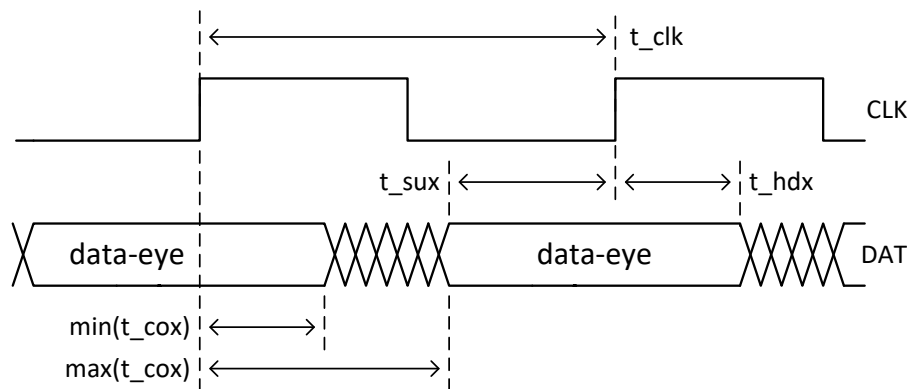 t_clk
CLK
t_sux
t_hdx
data-eye
data-eye
DAT
min(t_cox)
max(t_cox)